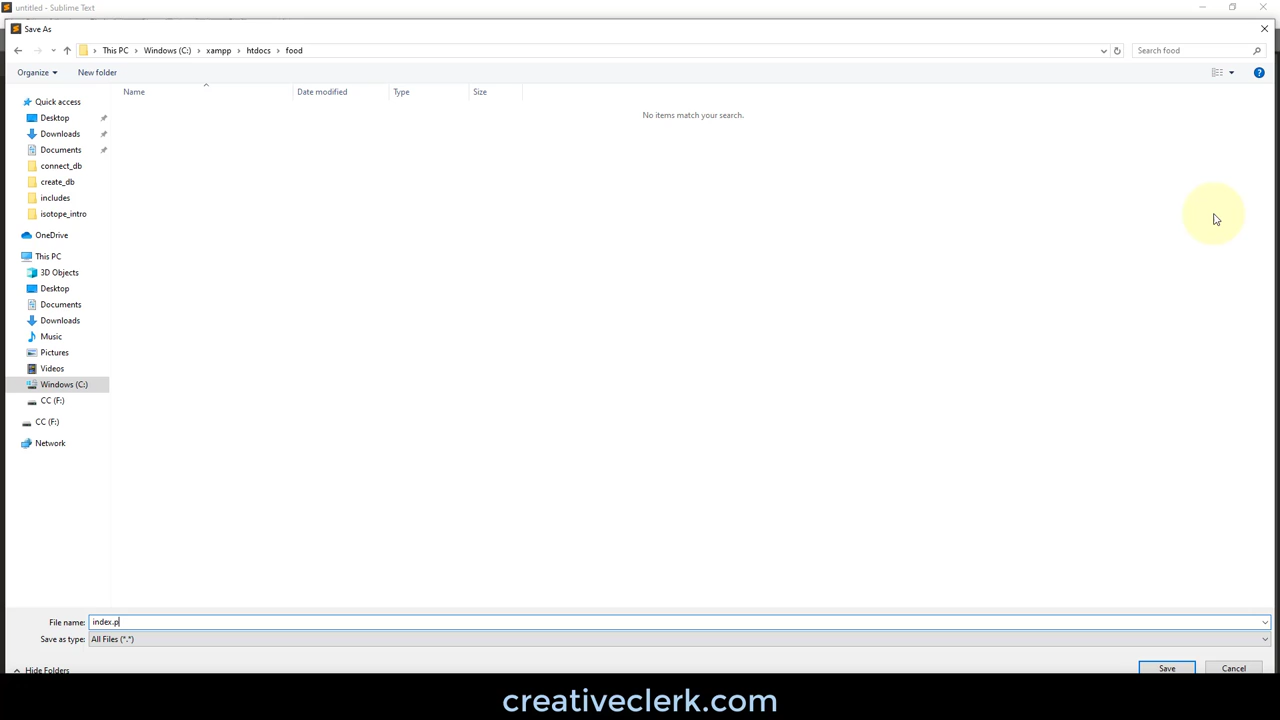 untitled - Sublime Text
Save As
This PC > Windows (C:) > xampp > htdocs > food
Search food
Organize
New folder
Name
Date modified
Type
Size
No items match your search.
Quick access
Desktop
Downloads
Documents
connect_db
create_db
includes
isotope_intro
OneDrive
This PC
3D Objects
Desktop
Documents
Downloads
Music
Pictures
Videos
Windows (C:)
CC (F:)
CC (F:)
Network
File name: index.p
Save as type: All Files (*.*)
Hide Folders
Save
Cancel
creativeclerk.com